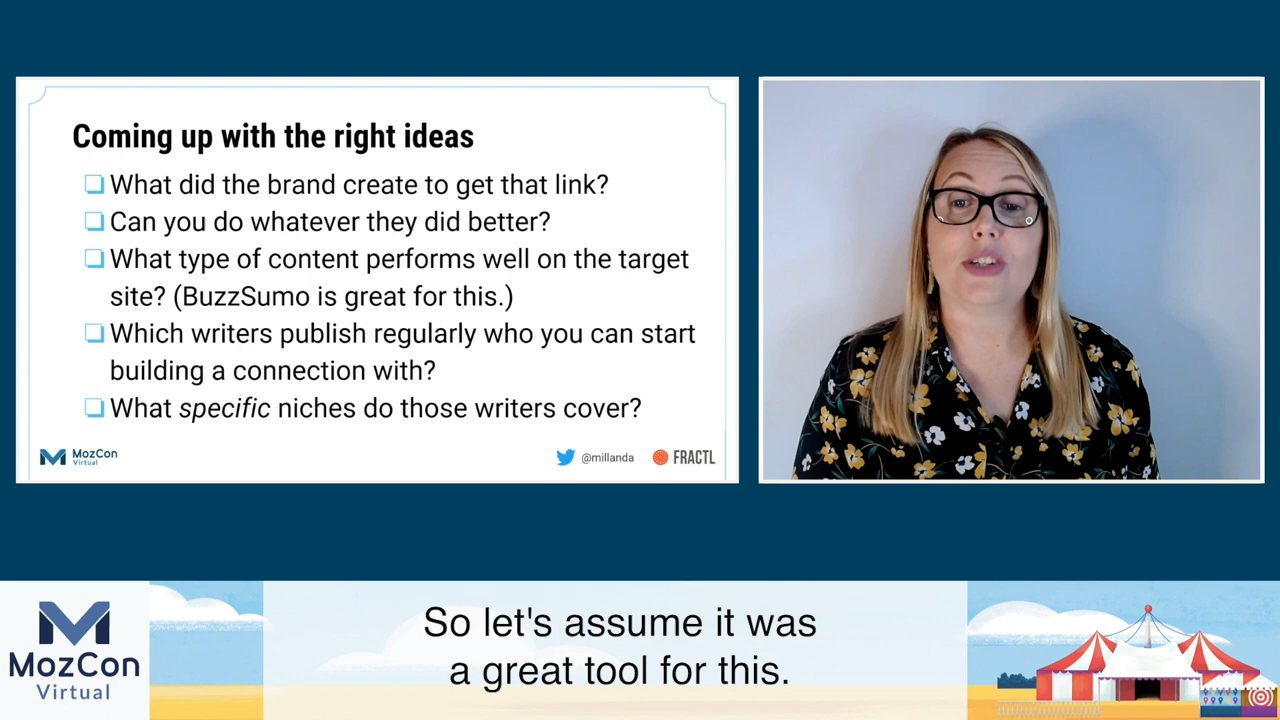 Coming up with the right ideas
What did the brand create to get that link?
Can you do whatever they did better?
What type of content performs well on the target
site? (BuzzSumo is great for this.)
Which writers publish regularly who you can start
building a connection with?
What specific niches do those writers cover?
MozCon
Virtual
@millanda
FRACTL
So let's assume it was
a great tool for this.
MozCon
Virtual